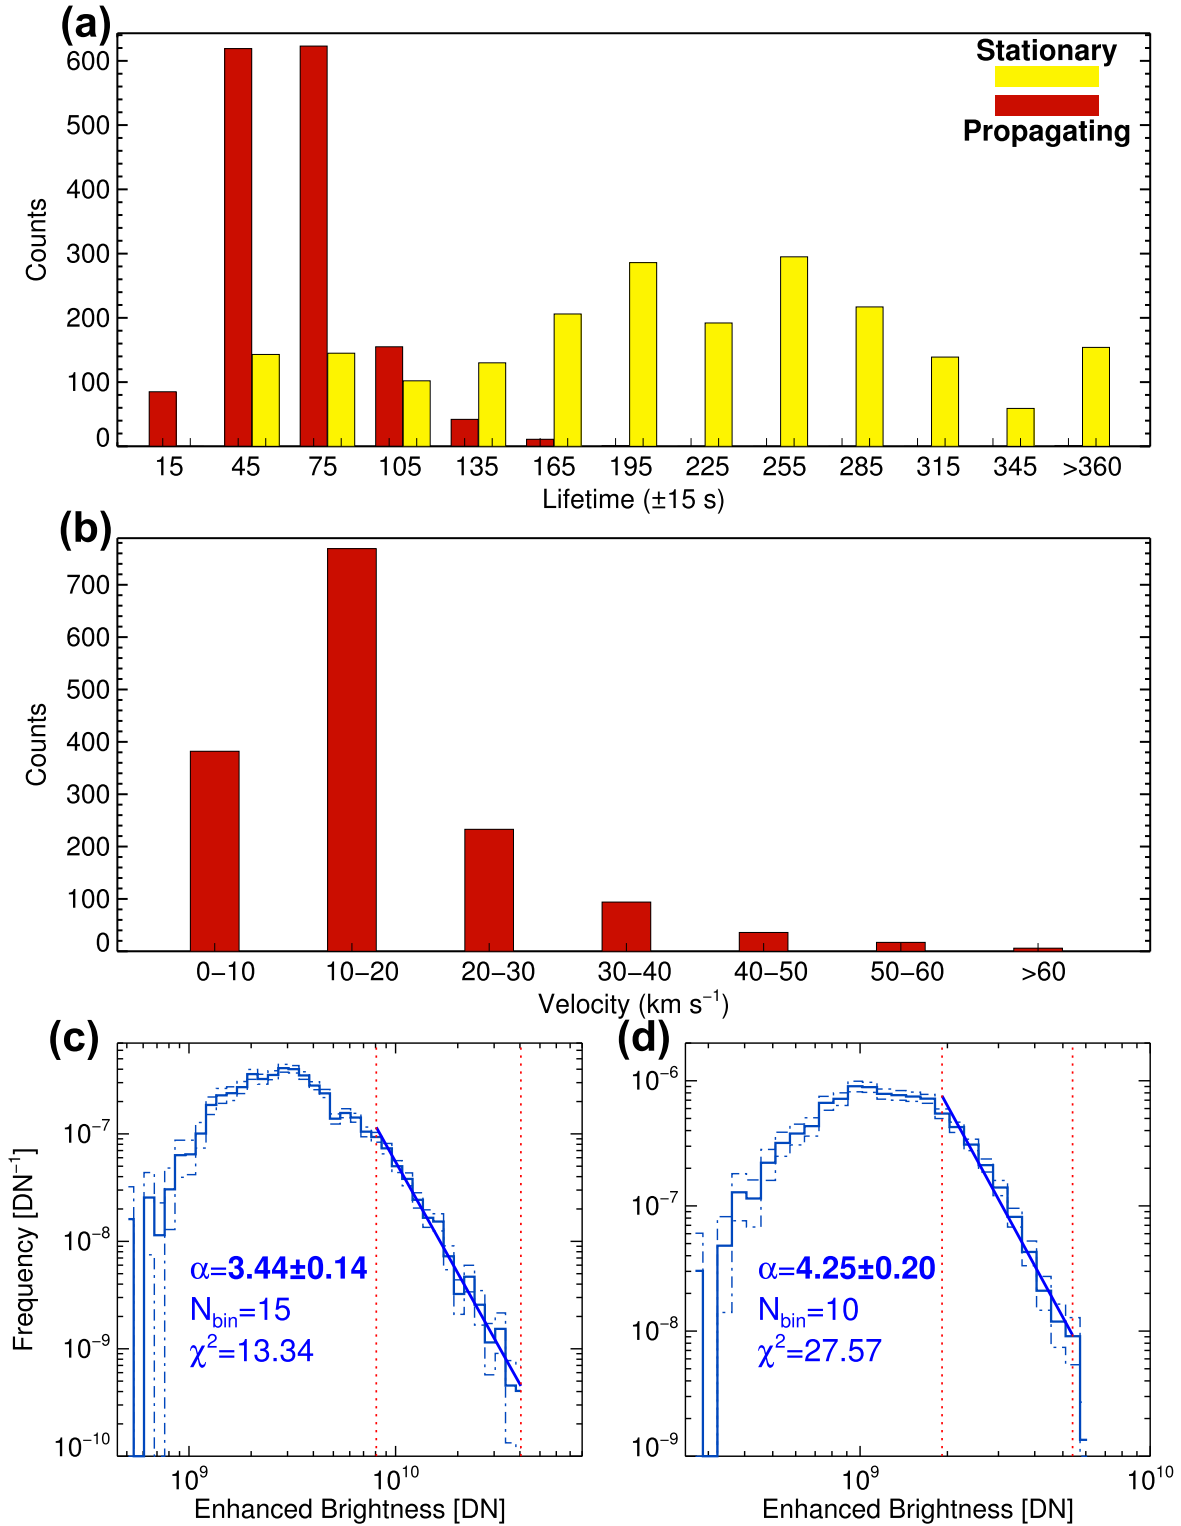 (a)
Stationary
Propagating
600
500
400
300
200
100
0
Counts
15 45 75 105 135 165 195 225 255 285 315 345 >360
Lifetime (±15 s)
(b)
700
600
500
400
300
200
100
0
Counts
0−10 10−20 20−30 30−40 40−50 50−60 >60
Velocity (km s⁻¹)
(c)
10⁻⁷
10⁻⁸
10⁻⁹
10⁻¹⁰
Frequency [DN⁻¹]
α=3.44±0.14
N_bin=15
χ²=13.34
10⁹ 10¹⁰
Enhanced Brightness [DN]
(d)
10⁻⁶
10⁻⁷
10⁻⁸
10⁻⁹
α=4.25±0.20
N_bin=10
χ²=27.57
10⁹ 10¹⁰
Enhanced Brightness [DN]